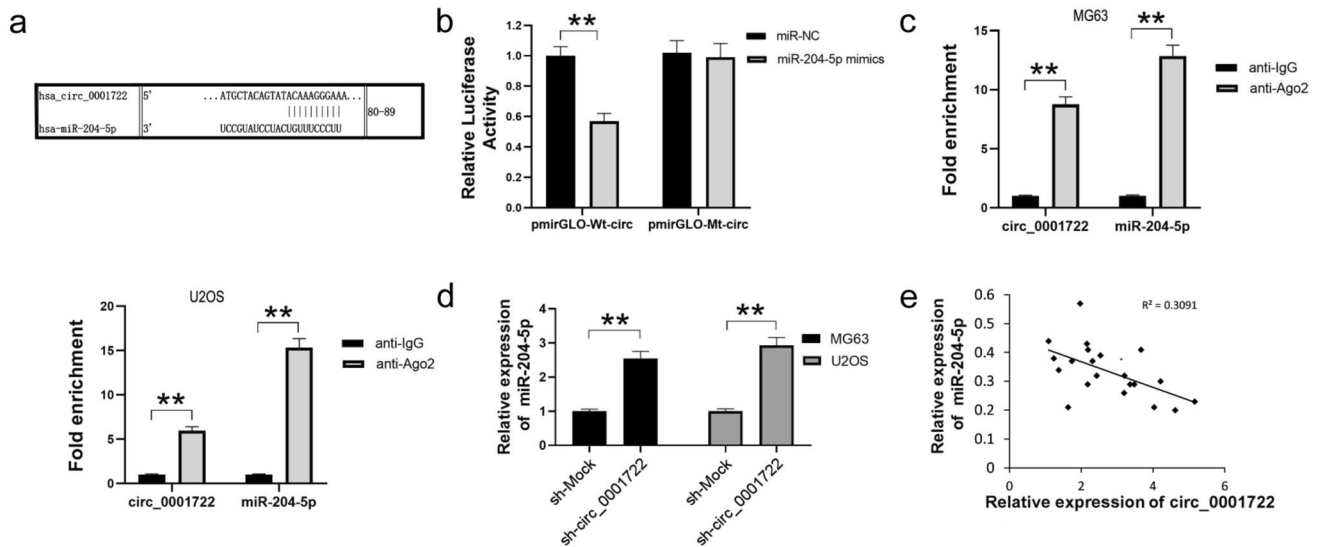 a
hsa_circ_0001722 5' ...ATGCTACAGTATACAAAGGGAAA...
||||||||||
80-89
hsa-miR-204-5p 3' UCCGUAUCCUACUGUUUCCCUU
b
**
miR-NC
miR-204-5p mimics
Relative Luciferase
Activity
1.2
1.0
0.8
0.6
0.4
0.2
0.0
pmirGLO-Wt-circ pmirGLO-Mt-circ
c
MG63
**
**
anti-IgG
anti-Ago2
Fold enrichment
15
10
5
0
circ_0001722 miR-204-5p
U2OS
**
**
anti-IgG
anti-Ago2
Fold enrichment
20
15
10
5
0
circ_0001722 miR-204-5p
d
**
**
MG63
U2OS
Relative expression
of miR-204-5p
4
3
2
1
0
sh-Mock
sh-circ_0001722
sh-Mock
sh-circ_0001722
e
R² = 0.3091
Relative expression
of miR-204-5p
0.6
0.5
0.4
0.3
0.2
0.1
0
0 2 4 6
Relative expression of circ_0001722